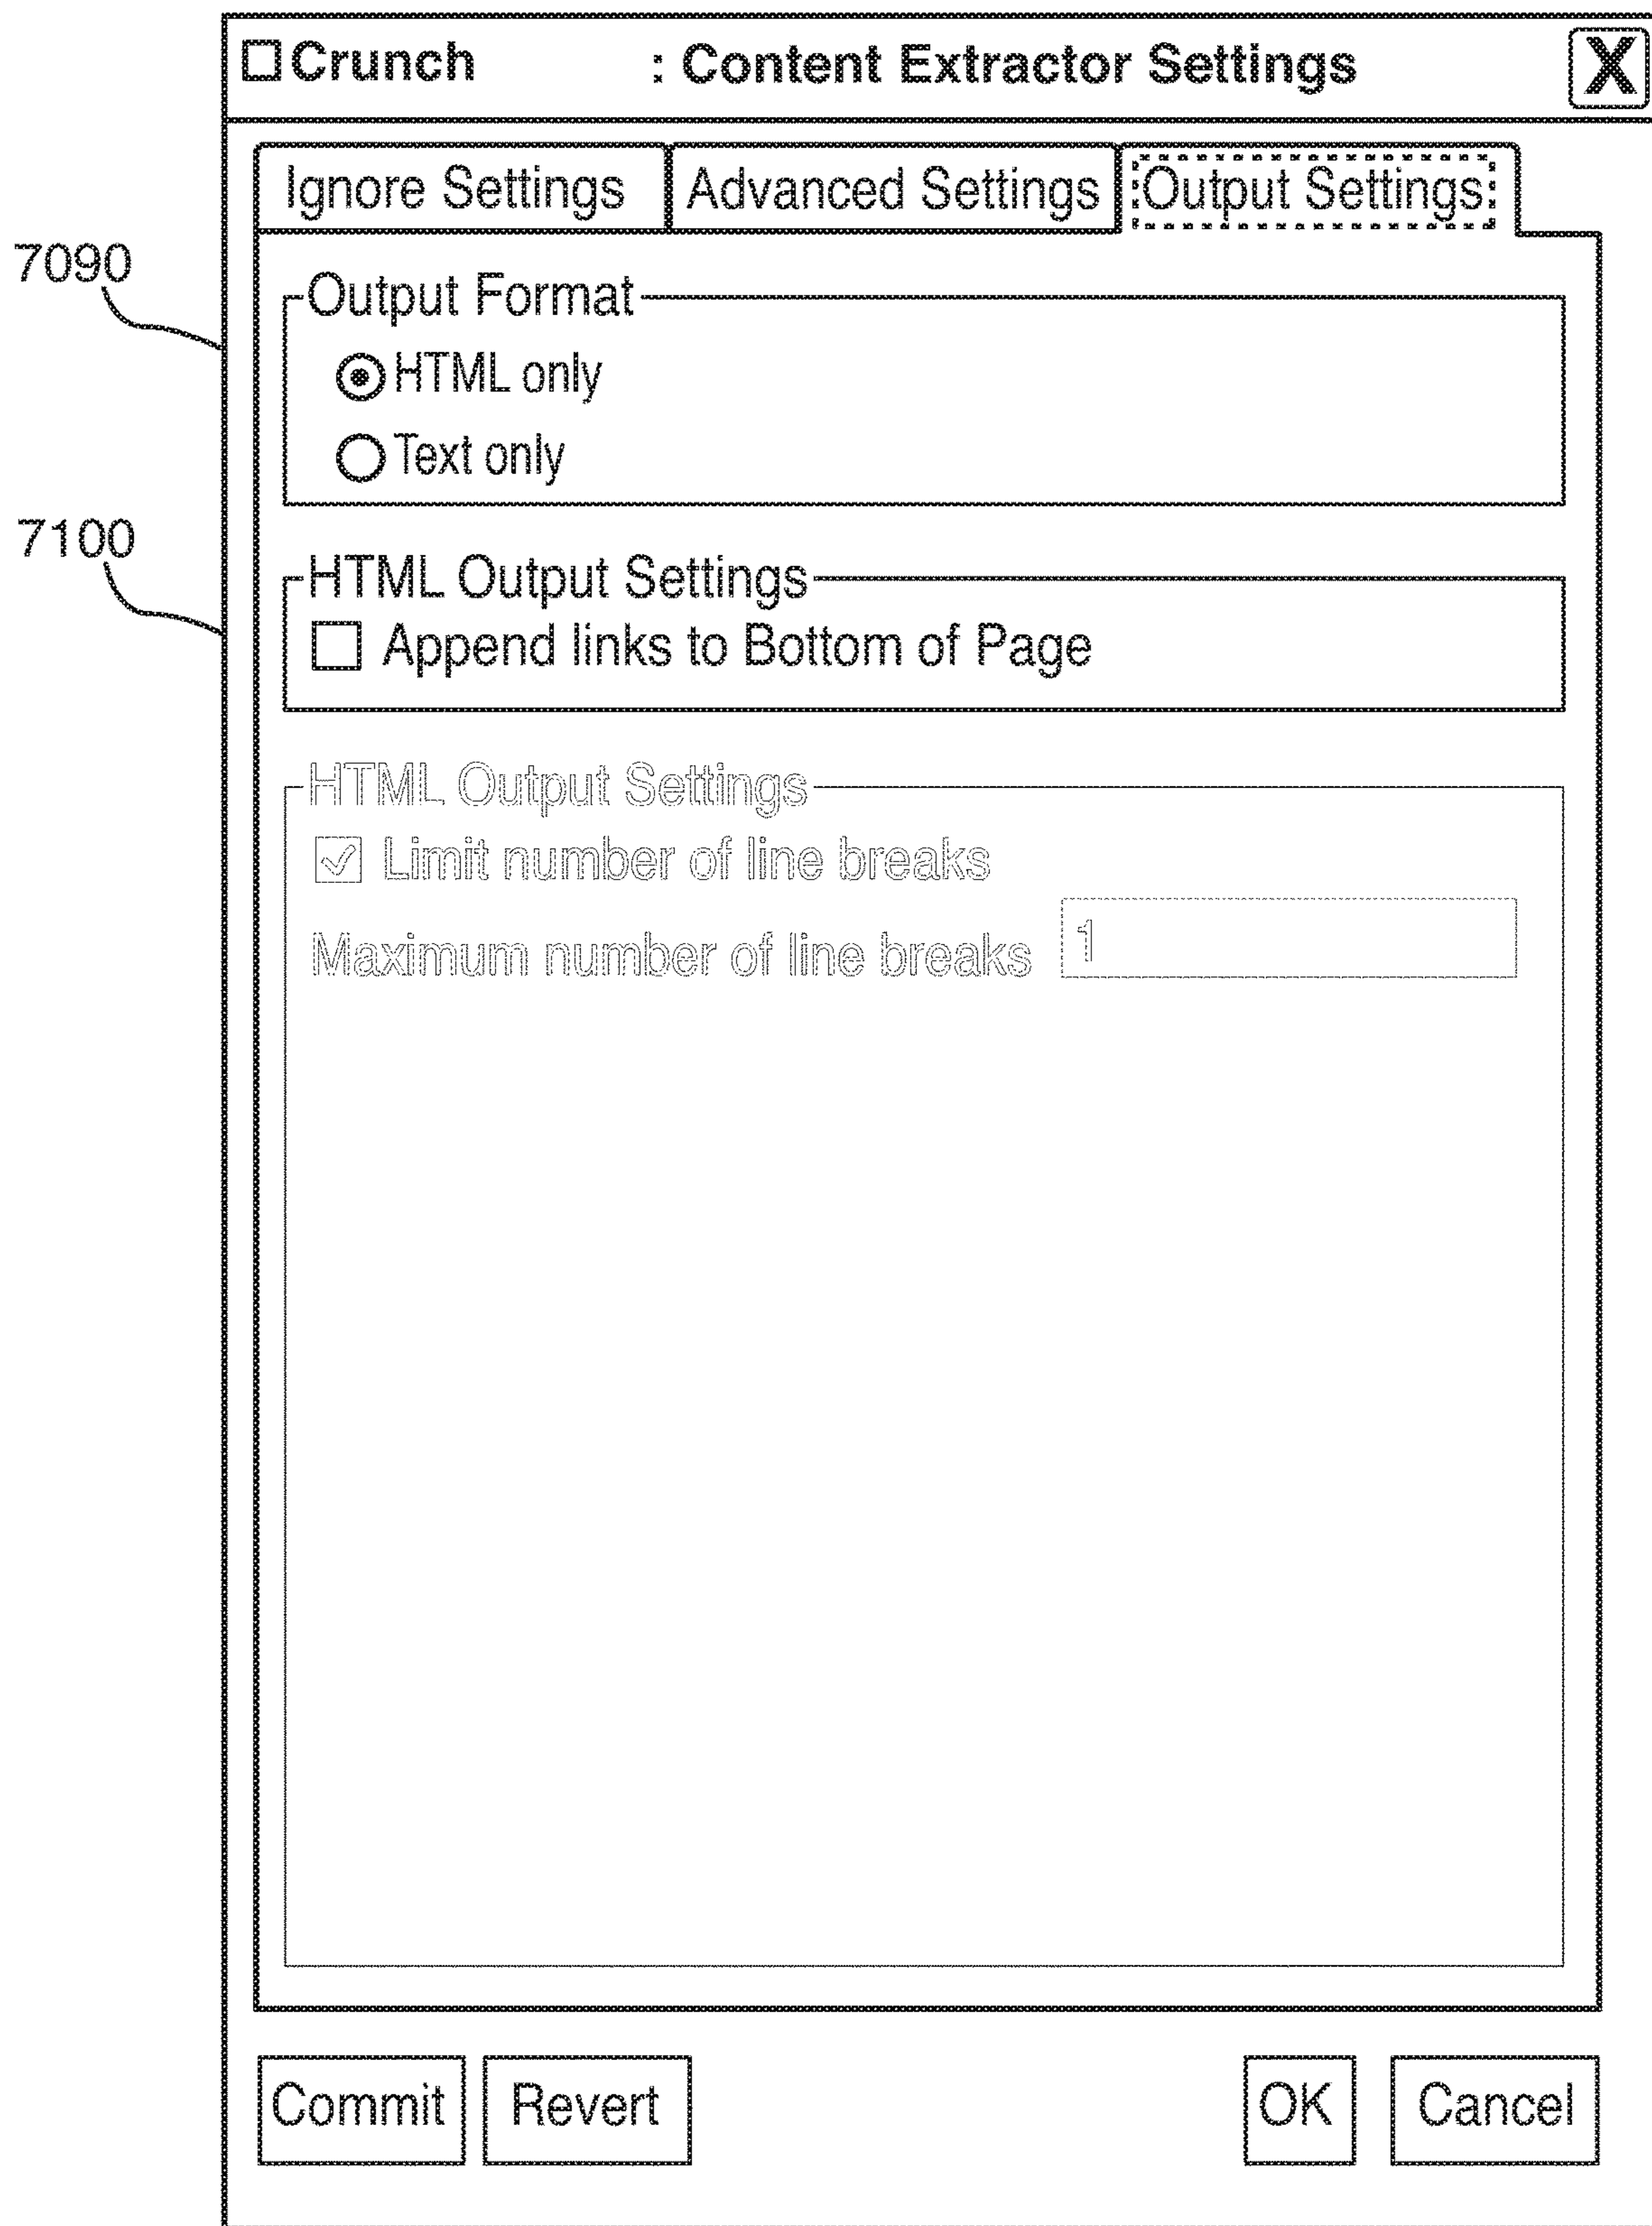 Crunch : Content Extractor Settings X
Ignore Settings Advanced Settings Output Settings
7090
Output Format
HTML only
Text only
7100
HTML Output Settings
Append links to Bottom of Page
HTML Output Settings
Limit number of line breaks
Maximum number of line breaks 1
Commit Revert OK Cancel